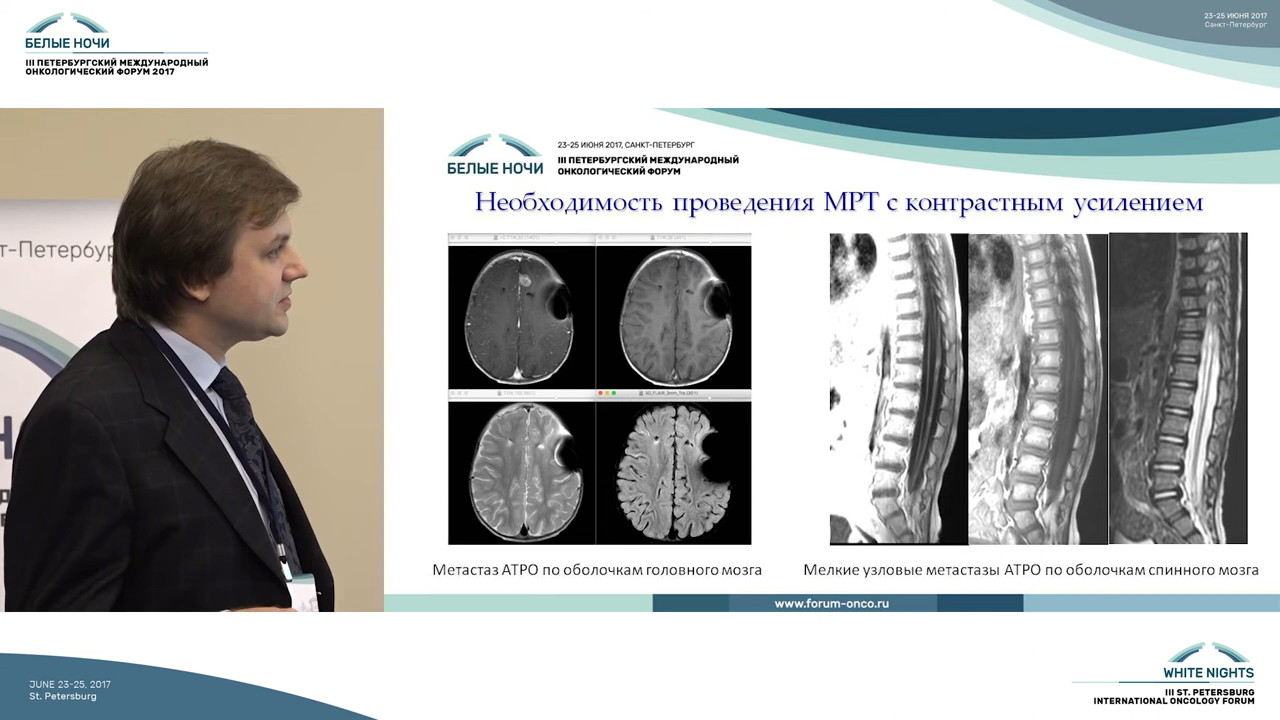 БЕЛЫЕ НОЧИ
III ПЕТЕРБУРГСКИЙ МЕЖДУНАРОДНЫЙ
ОНКОЛОГИЧЕСКИЙ ФОРУМ 2017
23-25 ИЮНЯ 2017
Санкт-Петербург
т-Петербур
БЕЛЫЕ НОЧИ
23-25 ИЮНЯ 2017, САНКТ-ПЕТЕРБУРГ
III ПЕТЕРБУРГСКИЙ МЕЖДУНАРОДНЫЙ
ОНКОЛОГИЧЕСКИЙ ФОРУМ
Необходимость проведения МРТ с контрастным усилением
Метастаз АТРО по оболочкам головного мозга
Мелкие узловые метастазы АТРО по оболочкам спинного мозга
www.forum-onco.ru
JUNE 23-25, 2017
St. Petersburg
WHITE NIGHTS
III ST. PETERSBURG
INTERNATIONAL ONCOLOGY FORUM